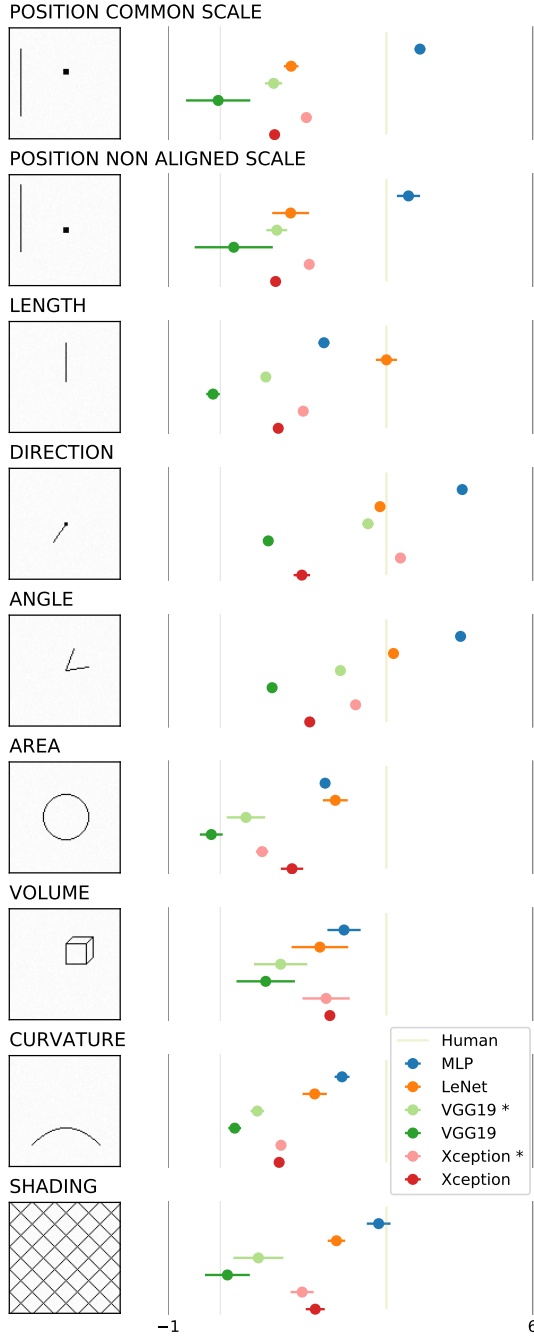 POSITION COMMON SCALE
POSITION NON ALIGNED SCALE
LENGTH
DIRECTION
ANGLE
AREA
VOLUME
CURVATURE
Human
MLP
LeNet
VGG19 *
VGG19
Xception *
Xception
SHADING
−1 6